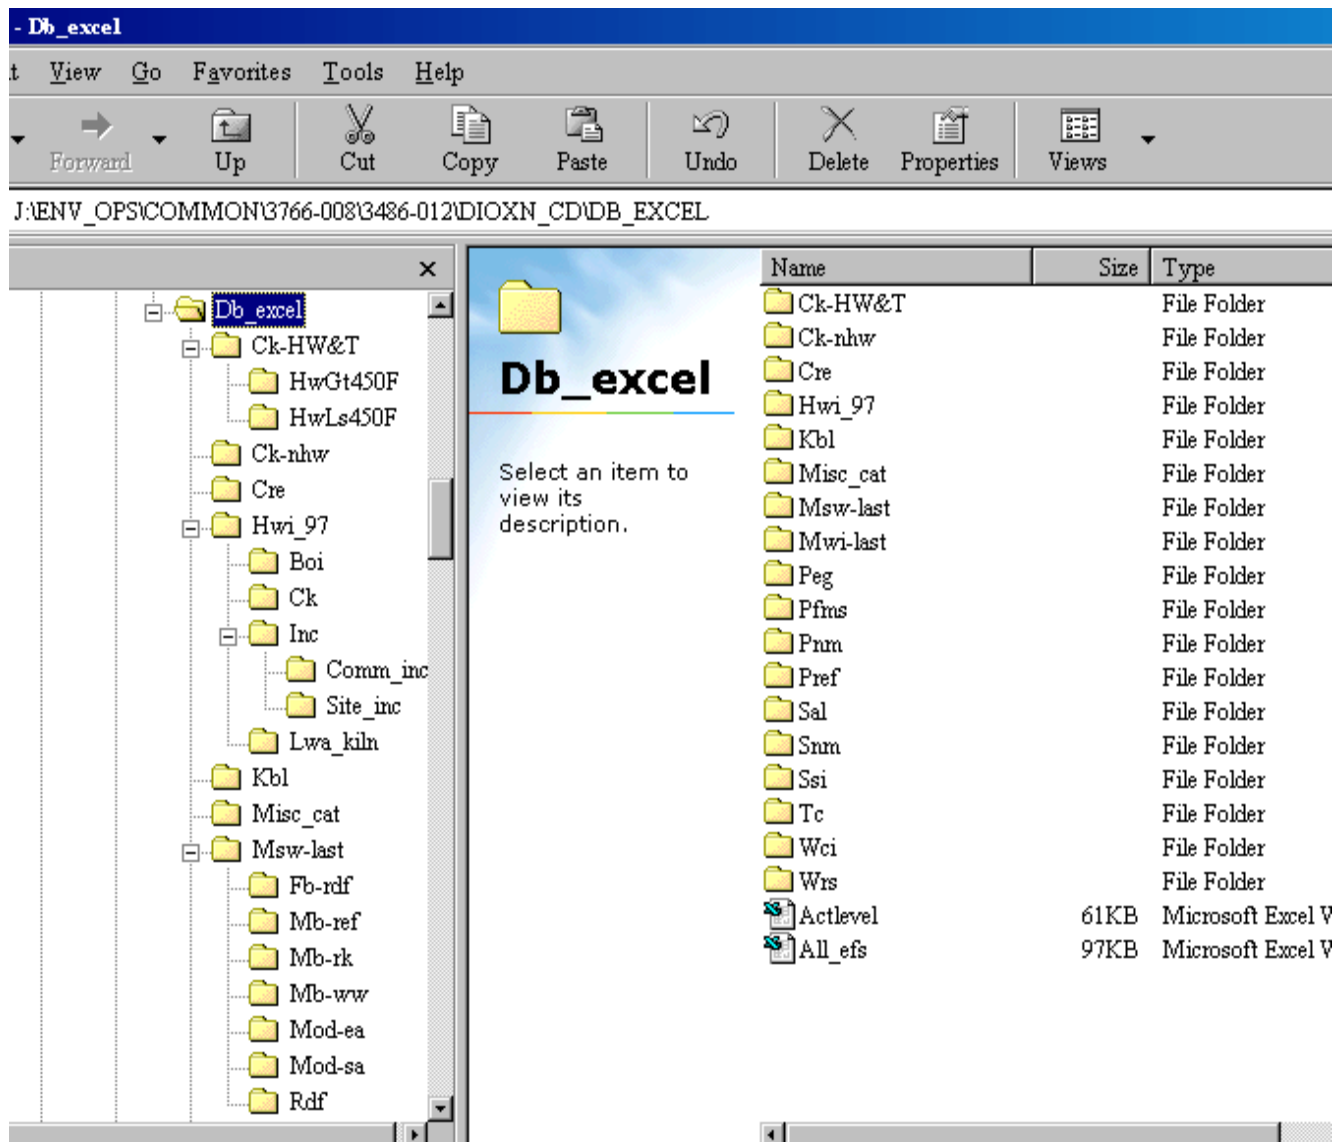 - Db_excel
View Go Favorites Tools Help
Forward Up Cut Copy Paste Undo Delete Properties Views
J:\ENV_OPS\COMMON\3766-008\3486-012\DIOXN_CD\DB_EXCEL
Db_excel
Ck-HW&T
HwGt450F
HwLs450F
Ck-nhw
Cre
Hwi_97
Boi
Ck
Inc
Comm_inc
Site_inc
Lwa_kiln
Kbl
Misc_cat
Msw-last
Fb-rdf
Mb-ref
Mb-rk
Mb-ww
Mod-ea
Mod-sa
Rdf
Db_excel
Select an item to
view its
description.
Name Size Type
Ck-HW&T File Folder
Ck-nhw File Folder
Cre File Folder
Hwi_97 File Folder
Kbl File Folder
Misc_cat File Folder
Msw-last File Folder
Mwi-last File Folder
Peg File Folder
Pfms File Folder
Pnm File Folder
Pref File Folder
Sal File Folder
Snm File Folder
Ssi File Folder
Tc File Folder
Wci File Folder
Wrs File Folder
Actlevel 61KB Microsoft Excel W
All_efs 97KB Microsoft Excel W